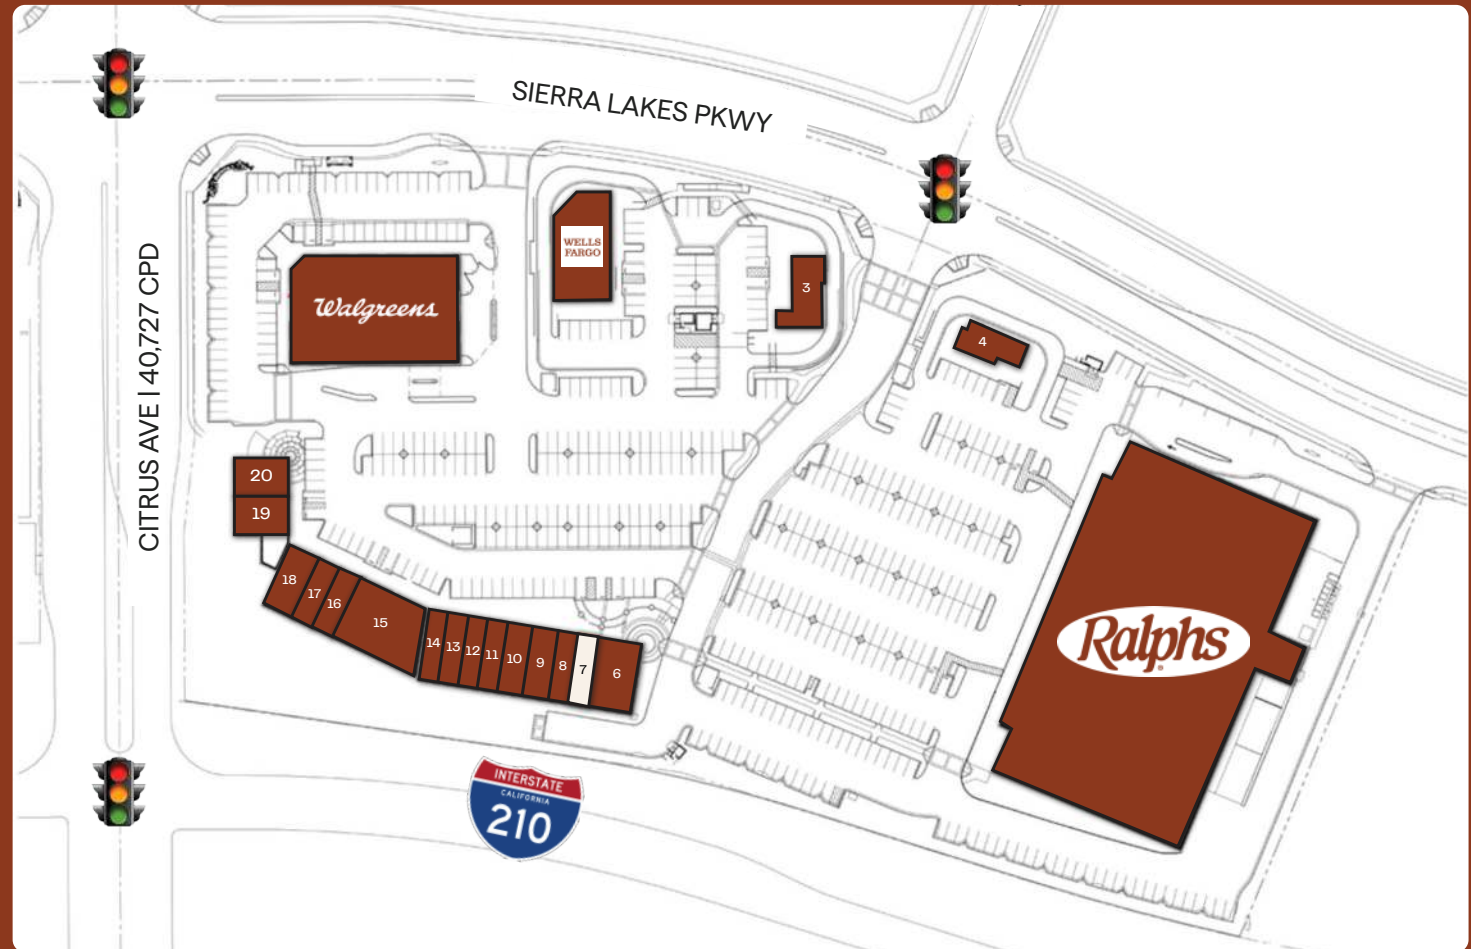 SIERRA LAKES PKWY
CITRUS AVE | 40,727 CPD
WELLS
FARGO
Walgreens
3
4
20
19
18
17
16
15
14
13
12
11
10
9
8
7
6
Ralphs
INTERSTATE
CALIFORNIA
210